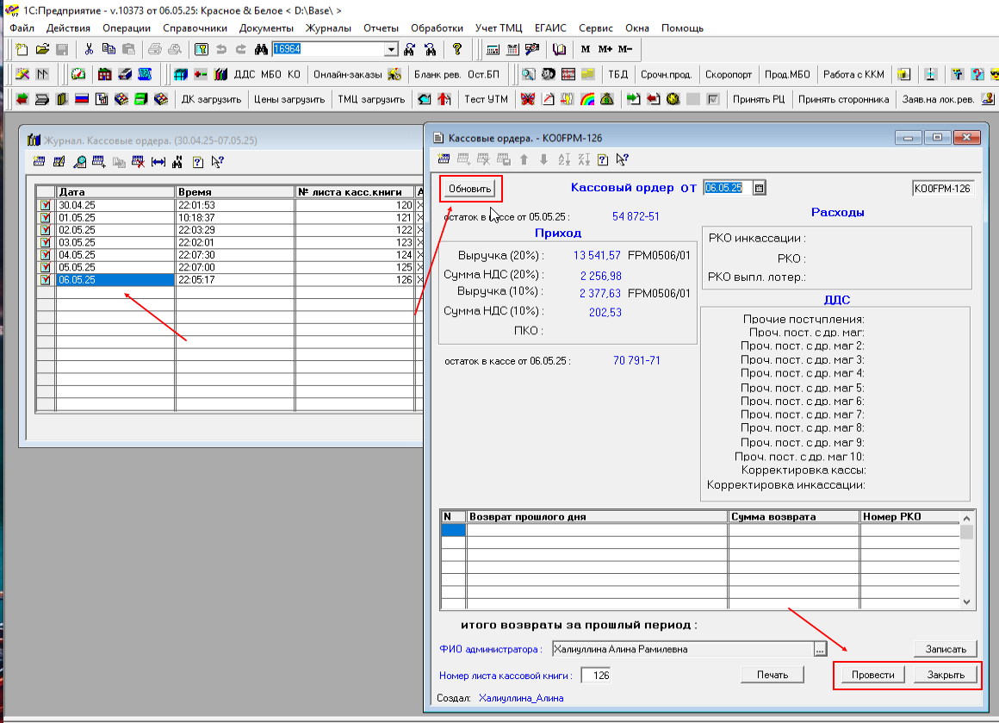 1С:Предприятие - v.10373 от 06.05.25: Красное & Белое < D:\Base\ >
Файл Действия Операции Справочники Документы Журналы Отчеты Обработки Учет ТМЦ ЕГАИС Сервис Окна Помощь
16964 M M+ M-
ДДС МБО КО Онлайн-заказы Бланк рев. Ост.БП ТБД Срочн.прод. Скоропорт Прод.МБО Работа с ККМ
ДК загрузить Цены загрузить ТМЦ загрузить Тест УТМ Принять РЦ Принять сторонника Заяв.на лок.рев.
Журнал. Кассовые ордера. (30.04.25-07.05.25)
Дата Время № листа касс.книги А
30.04.25 22:01:53 120 Х
01.05.25 10:18:37 121 Х
02.05.25 22:03:29 122 Х
03.05.25 22:02:01 123 Х
04.05.25 22:07:30 124 Х
05.05.25 22:07:00 125 Х
06.05.25 22:05:17 126 Х
Кассовые ордера. - КО0FPM-126
Обновить Кассовый ордер от 06.05.25 КО0FPM-126
остаток в кассе от 05.05.25 : 54 872-51
Приход
Выручка (20%) : 13 541,57 FPM0506/01
Сумма НДС (20%) : 2 256,98
Выручка (10%) : 2 377,63 FPM0506/01
Сумма НДС (10%) : 202,53
ПКО :
остаток в кассе от 06.05.25 : 70 791-71
Расходы
РКО инкассации :
РКО :
РКО выпл. лотер.:
ДДС
Прочие поступления:
Проч. пост. с др. маг:
Проч. пост. с др. маг 2:
Проч. пост. с др. маг 3:
Проч. пост. с др. маг 4:
Проч. пост. с др. маг 5:
Проч. пост. с др. маг 6:
Проч. пост. с др. маг 7:
Проч. пост. с др. маг 8:
Проч. пост. с др. маг 9:
Проч. пост. с др. маг 10:
Корректировка кассы:
Корректировка инкассации:
N Возврат прошлого дня Сумма возврата Номер РКО
итого возвраты за прошлый период :
ФИО администратора : Халиуллина Алина Рамилевна ... Записать
Номер листа кассовой книги : 126 Печать Провести Закрыть
Создал: Халиуллина_Алина